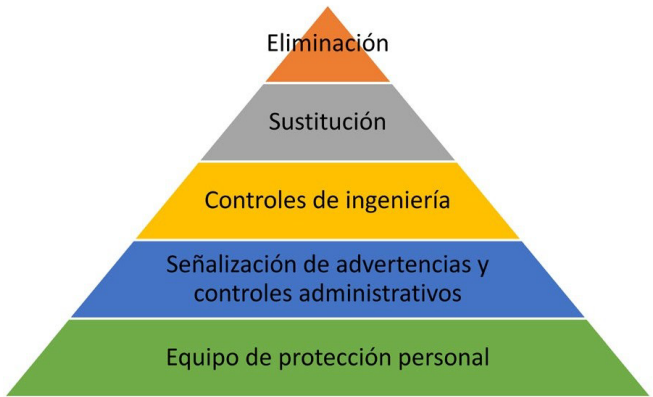 Eliminación
Sustitución
Controles de ingeniería
Señalización de advertencias y
controles administrativos
Equipo de protección personal